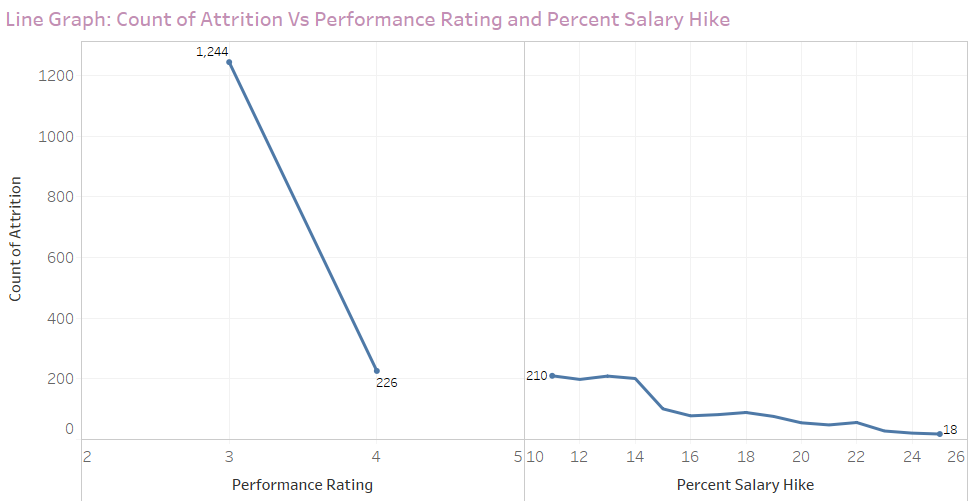 Line Graph: Count of Attrition Vs Performance Rating and Percent Salary Hike
Count of Attrition
1200
1000
800
600
400
200
0
1,244
226
210
18
2 3 4 5 10 12 14 16 18 20 22 24 26
Performance Rating Percent Salary Hike